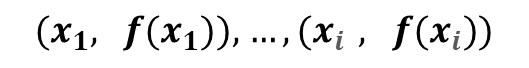 (x₁, f(x₁)), …, (xᵢ , f(xᵢ))